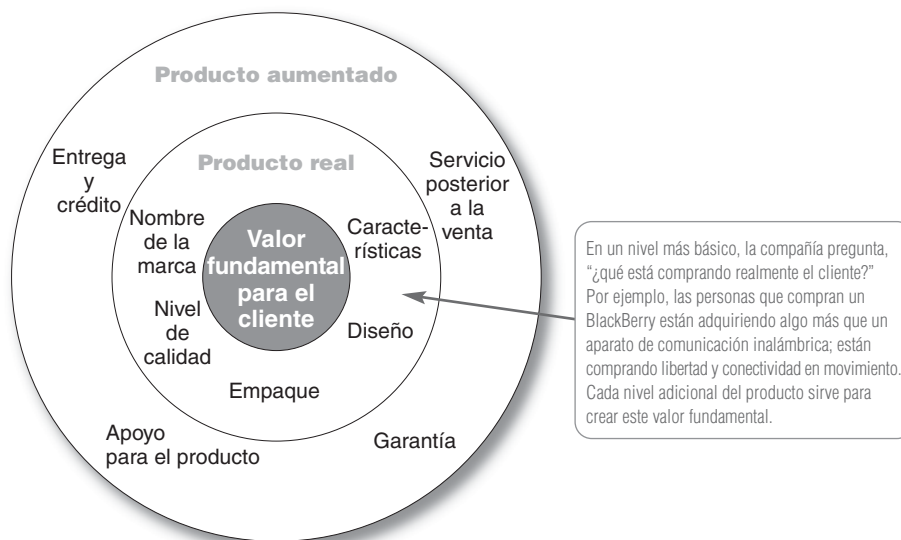 Producto aumentado
Entrega
y
crédito
Producto real
Servicio
posterior
a la
venta
Nombre
de la
marca
Caracte-
rísticas
Valor
fundamental
para el
cliente
Nivel
de
calidad
Diseño
Empaque
Apoyo
para el producto
Garantía
En un nivel más básico, la compañía pregunta,
“¿qué está comprando realmente el cliente?”
Por ejemplo, las personas que compran un
BlackBerry están adquiriendo algo más que un
aparato de comunicación inalámbrica; están
comprando libertad y conectividad en movimiento.
Cada nivel adicional del producto sirve para
crear este valor fundamental.